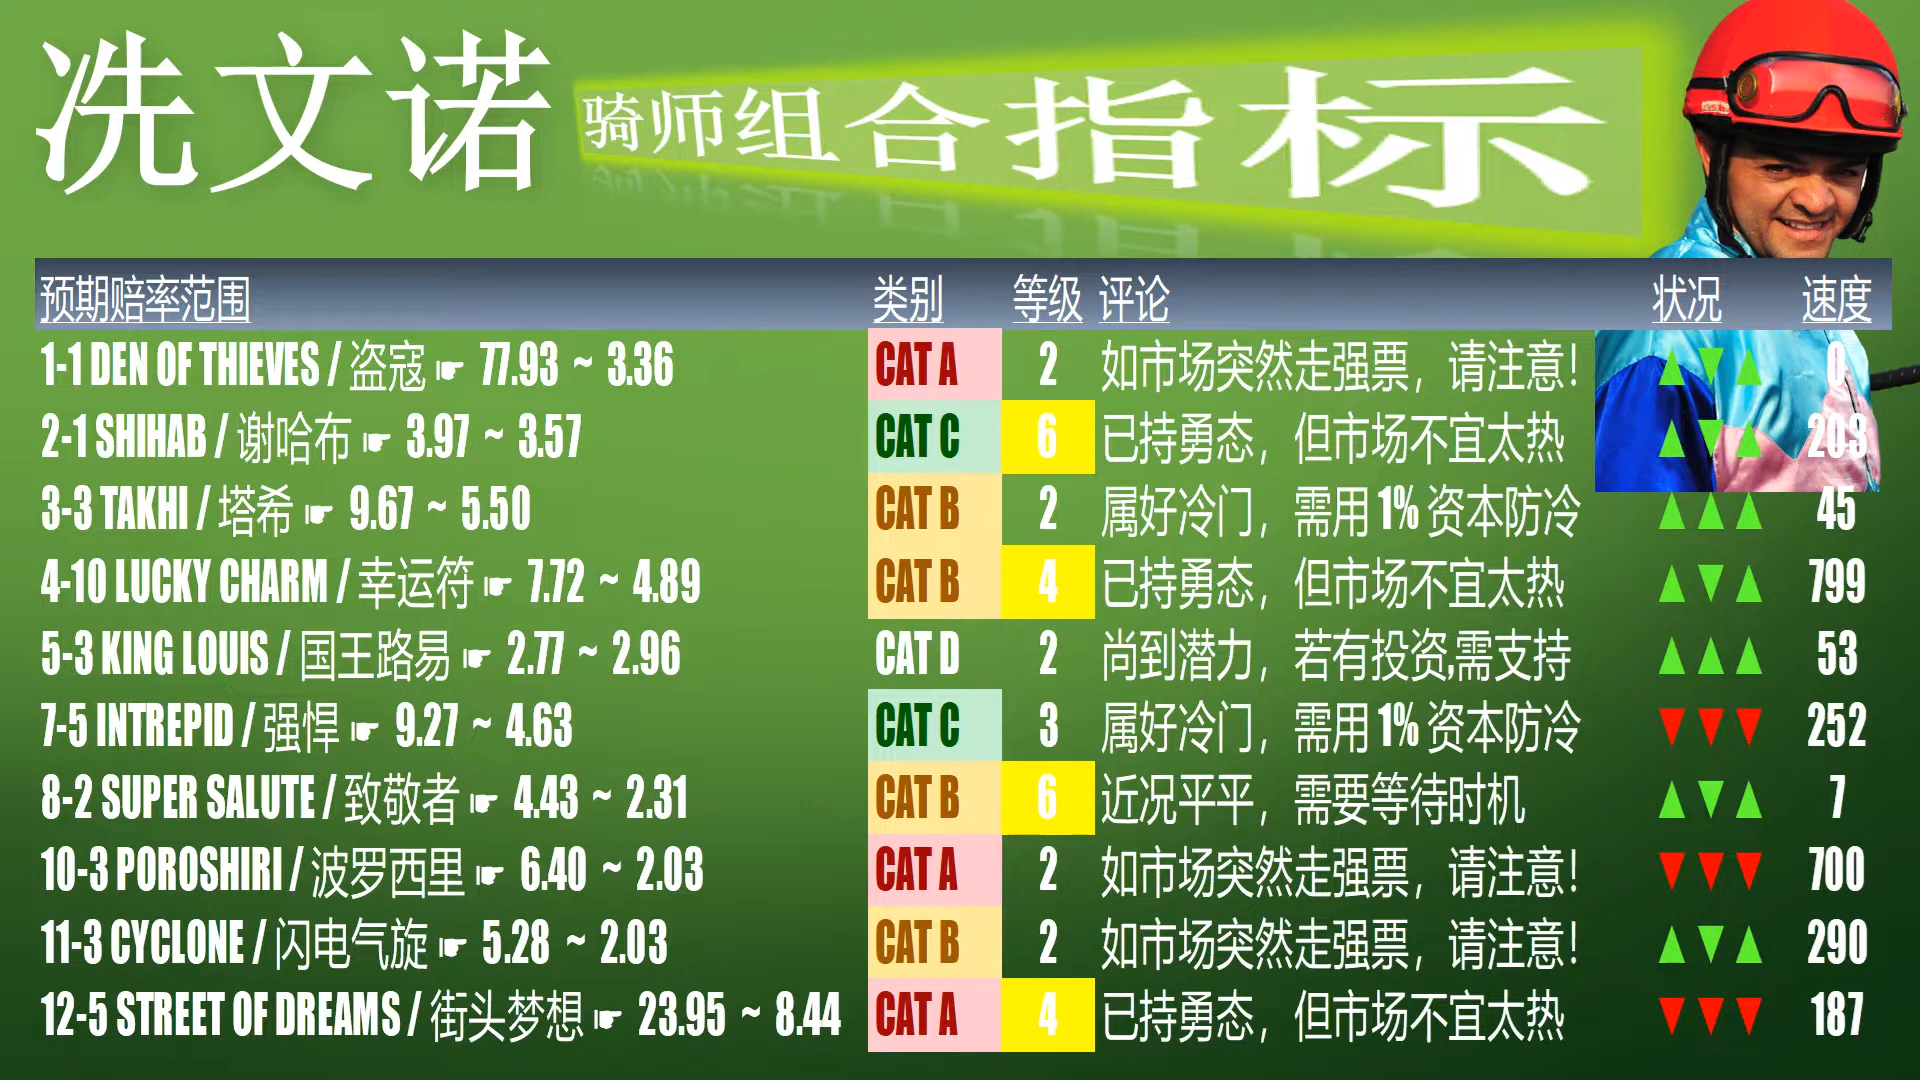 冼文诺 骑师组合指标
预期赔率范围 类别 等级 评论 状况 速度
1-1 DEN OF THIEVES / 盗寇 ☛ 77.93 ~ 3.36 CAT A 2 如市场突然走强票，请注意！ ▲▼▲ 0
2-1 SHIHAB / 谢哈布 ☛ 3.97 ~ 3.57 CAT C 6 已持勇态，但市场不宜太热 ▲▼▲ 203
3-3 TAKHI / 塔希 ☛ 9.67 ~ 5.50 CAT B 2 属好冷门，需用 1% 资本防冷 ▲▲▲ 45
4-10 LUCKY CHARM / 幸运符 ☛ 7.72 ~ 4.89 CAT B 4 已持勇态，但市场不宜太热 ▲▼▲ 799
5-3 KING LOUIS / 国王路易 ☛ 2.77 ~ 2.96 CAT D 2 尚到潜力，若有投资,需支持 ▲▲▲ 53
7-5 INTREPID / 强悍 ☛ 9.27 ~ 4.63 CAT C 3 属好冷门，需用 1% 资本防冷 ▼▼▼ 252
8-2 SUPER SALUTE / 致敬者 ☛ 4.43 ~ 2.31 CAT B 6 近况平平，需要等待时机 ▲▼▲ 7
10-3 POROSHIRI / 波罗西里 ☛ 6.40 ~ 2.03 CAT A 2 如市场突然走强票，请注意！ ▼▼▼ 700
11-3 CYCLONE / 闪电气旋 ☛ 5.28 ~ 2.03 CAT B 2 如市场突然走强票，请注意！ ▲▼▲ 290
12-5 STREET OF DREAMS / 街头梦想 ☛ 23.95 ~ 8.44 CAT A 4 已持勇态，但市场不宜太热 ▼▼▼ 187